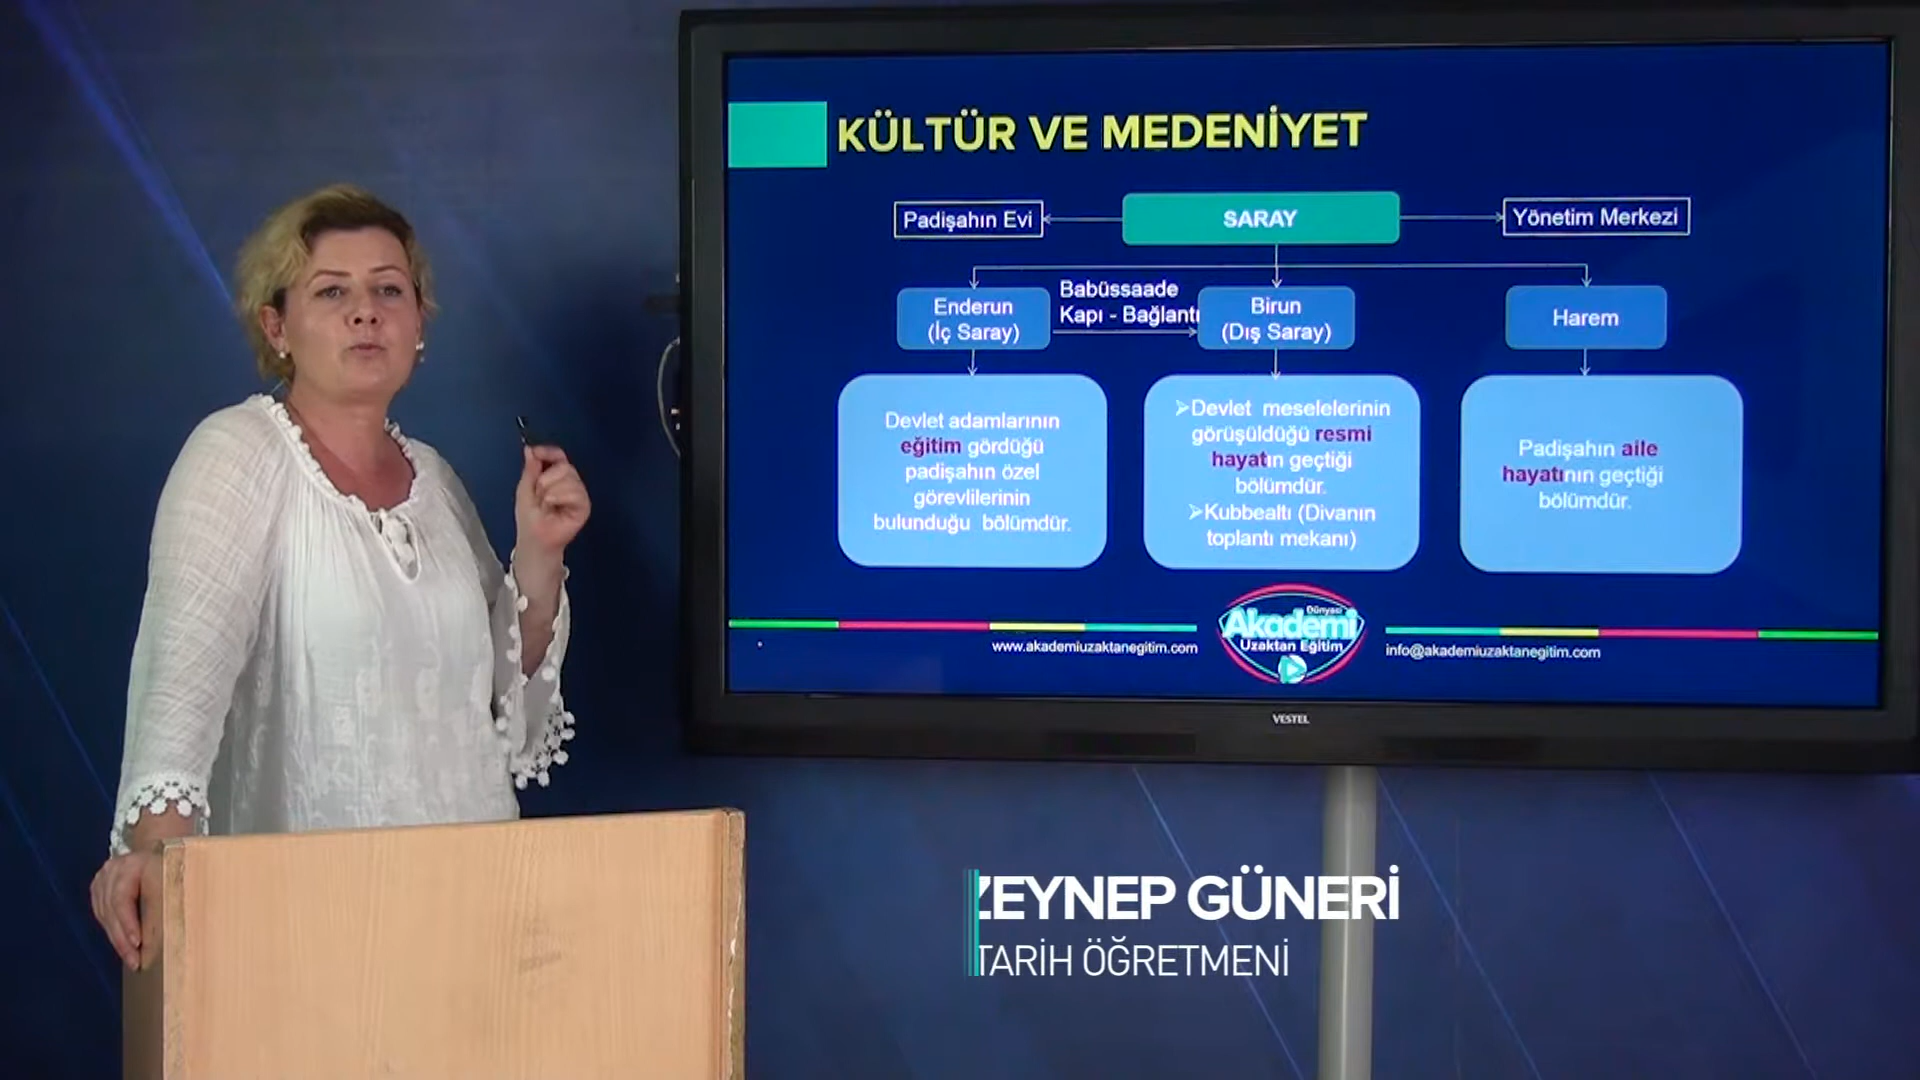 KÜLTÜR VE MEDENİYET
Padişahın Evi
SARAY
Yönetim Merkezi
Enderun
(İç Saray)
Babüssaade
Kapı - Bağlantı
Birun
(Dış Saray)
Harem
Devlet adamlarının
eğitim gördüğü
padişahın özel
görevlilerinin
bulunduğu bölümdür.
➢Devlet meselelerinin
görüşüldüğü resmi
hayatın geçtiği
bölümdür.
➢Kubbealtı (Divanın
toplantı mekanı)
Padişahın aile
hayatının geçtiği
bölümdür.
www.akademiuzaktanegitim.com
Dünyası
Akademi
Uzaktan Eğitim
info@akademiuzaktanegitim.com
VESTEL
ZEYNEP GÜNERİ
TARİH ÖĞRETMENİ